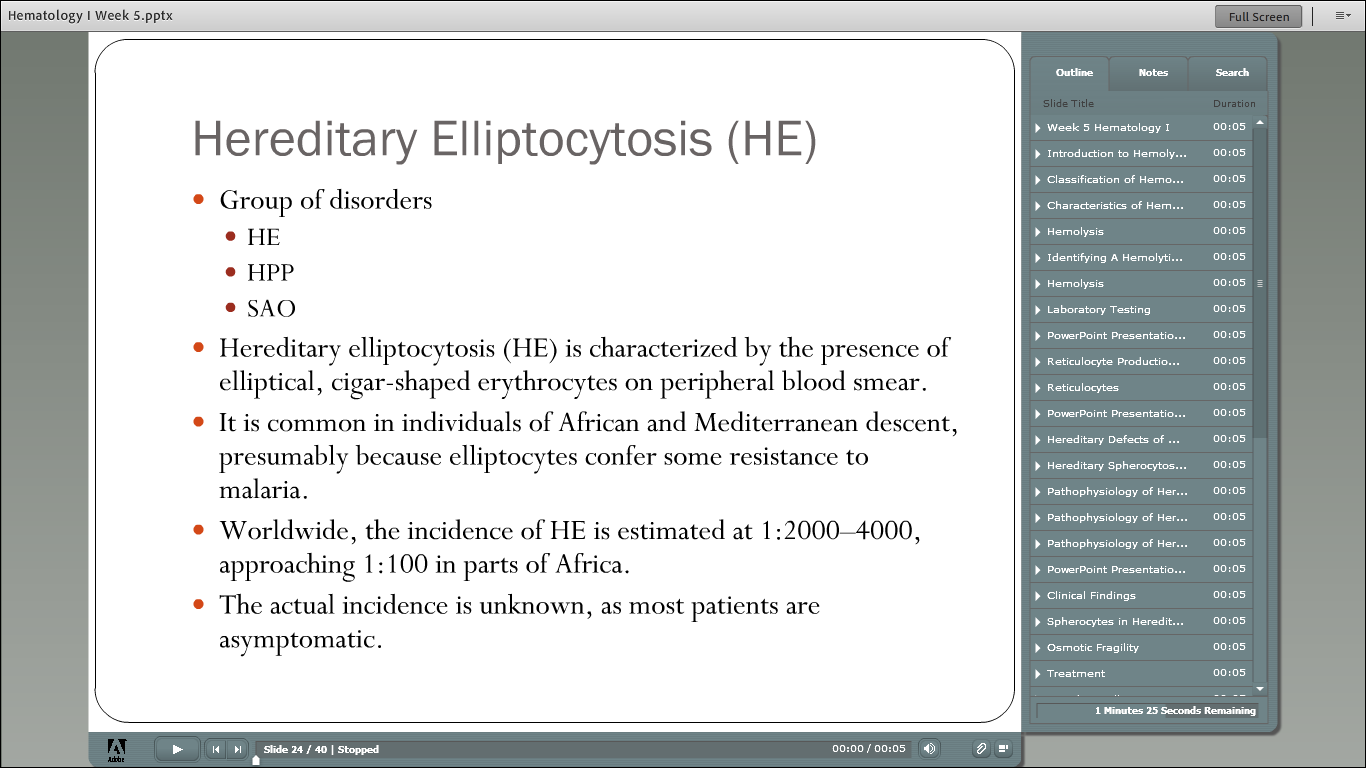 Hematology I Week 5.pptx
Full Screen
Hereditary Elliptocytosis (HE)
Group of disorders
HE
HPP
SAO
Hereditary elliptocytosis (HE) is characterized by the presence of
elliptical, cigar-shaped erythrocytes on peripheral blood smear.
It is common in individuals of African and Mediterranean descent,
presumably because elliptocytes confer some resistance to
malaria.
Worldwide, the incidence of HE is estimated at 1:2000–4000,
approaching 1:100 in parts of Africa.
The actual incidence is unknown, as most patients are
asymptomatic.
Outline Notes Search
Slide Title Duration
Week 5 Hematology I 00:05
Introduction to Hemoly... 00:05
Classification of Hemo... 00:05
Characteristics of Hem... 00:05
Hemolysis 00:05
Identifying A Hemolyti... 00:05
Hemolysis 00:05
Laboratory Testing 00:05
PowerPoint Presentatio... 00:05
Reticulocyte Productio... 00:05
Reticulocytes 00:05
PowerPoint Presentatio... 00:05
Hereditary Defects of ... 00:05
Hereditary Spherocytos... 00:05
Pathophysiology of Her... 00:05
Pathophysiology of Her... 00:05
Pathophysiology of Her... 00:05
PowerPoint Presentatio... 00:05
Clinical Findings 00:05
Spherocytes in Heredit... 00:05
Osmotic Fragility 00:05
Treatment 00:05
1 Minutes 25 Seconds Remaining
Adobe
Slide 24 / 40 | Stopped
00:00 / 00:05